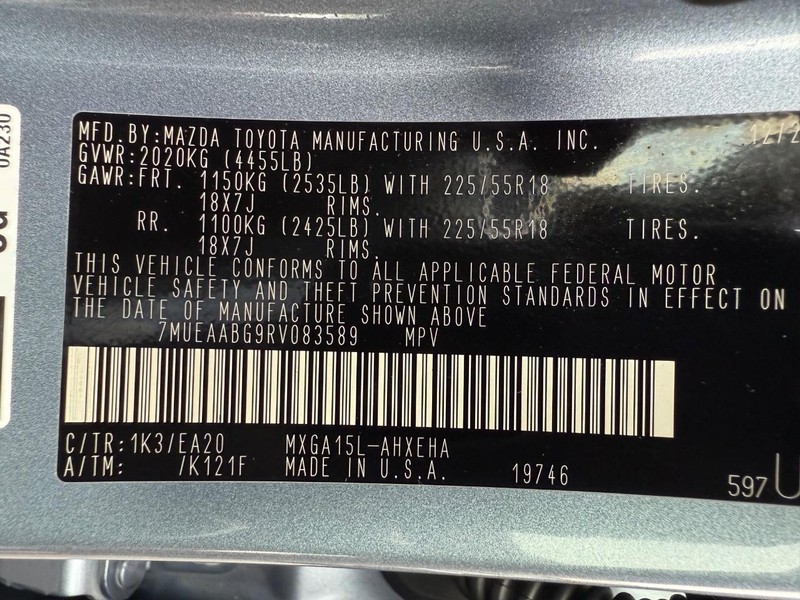 MFD.BY:MAZDA TOYOTA MANUFACTURING U.S.A. INC. 12/2
GVWR:2020KG (4455LB)
GAWR:FRT. 1150KG (2535LB) WITH 225/55R18 TIRES.
18X7J RIMS.
RR. 1100KG (2425LB) WITH 225/55R18 TIRES.
18X7J RIMS.
THIS VEHICLE CONFORMS TO ALL APPLICABLE FEDERAL MOTOR
VEHICLE SAFETY AND THEFT PREVENTION STANDARDS IN EFFECT ON
THE DATE OF MANUFACTURE SHOWN ABOVE
7MUEAABG9RV083589 MPV
C/TR:1K3/EA20 MXGA15L-AHXEHA
A/TM: /K121F MADE IN U.S.A. 19746
597 U
0A230